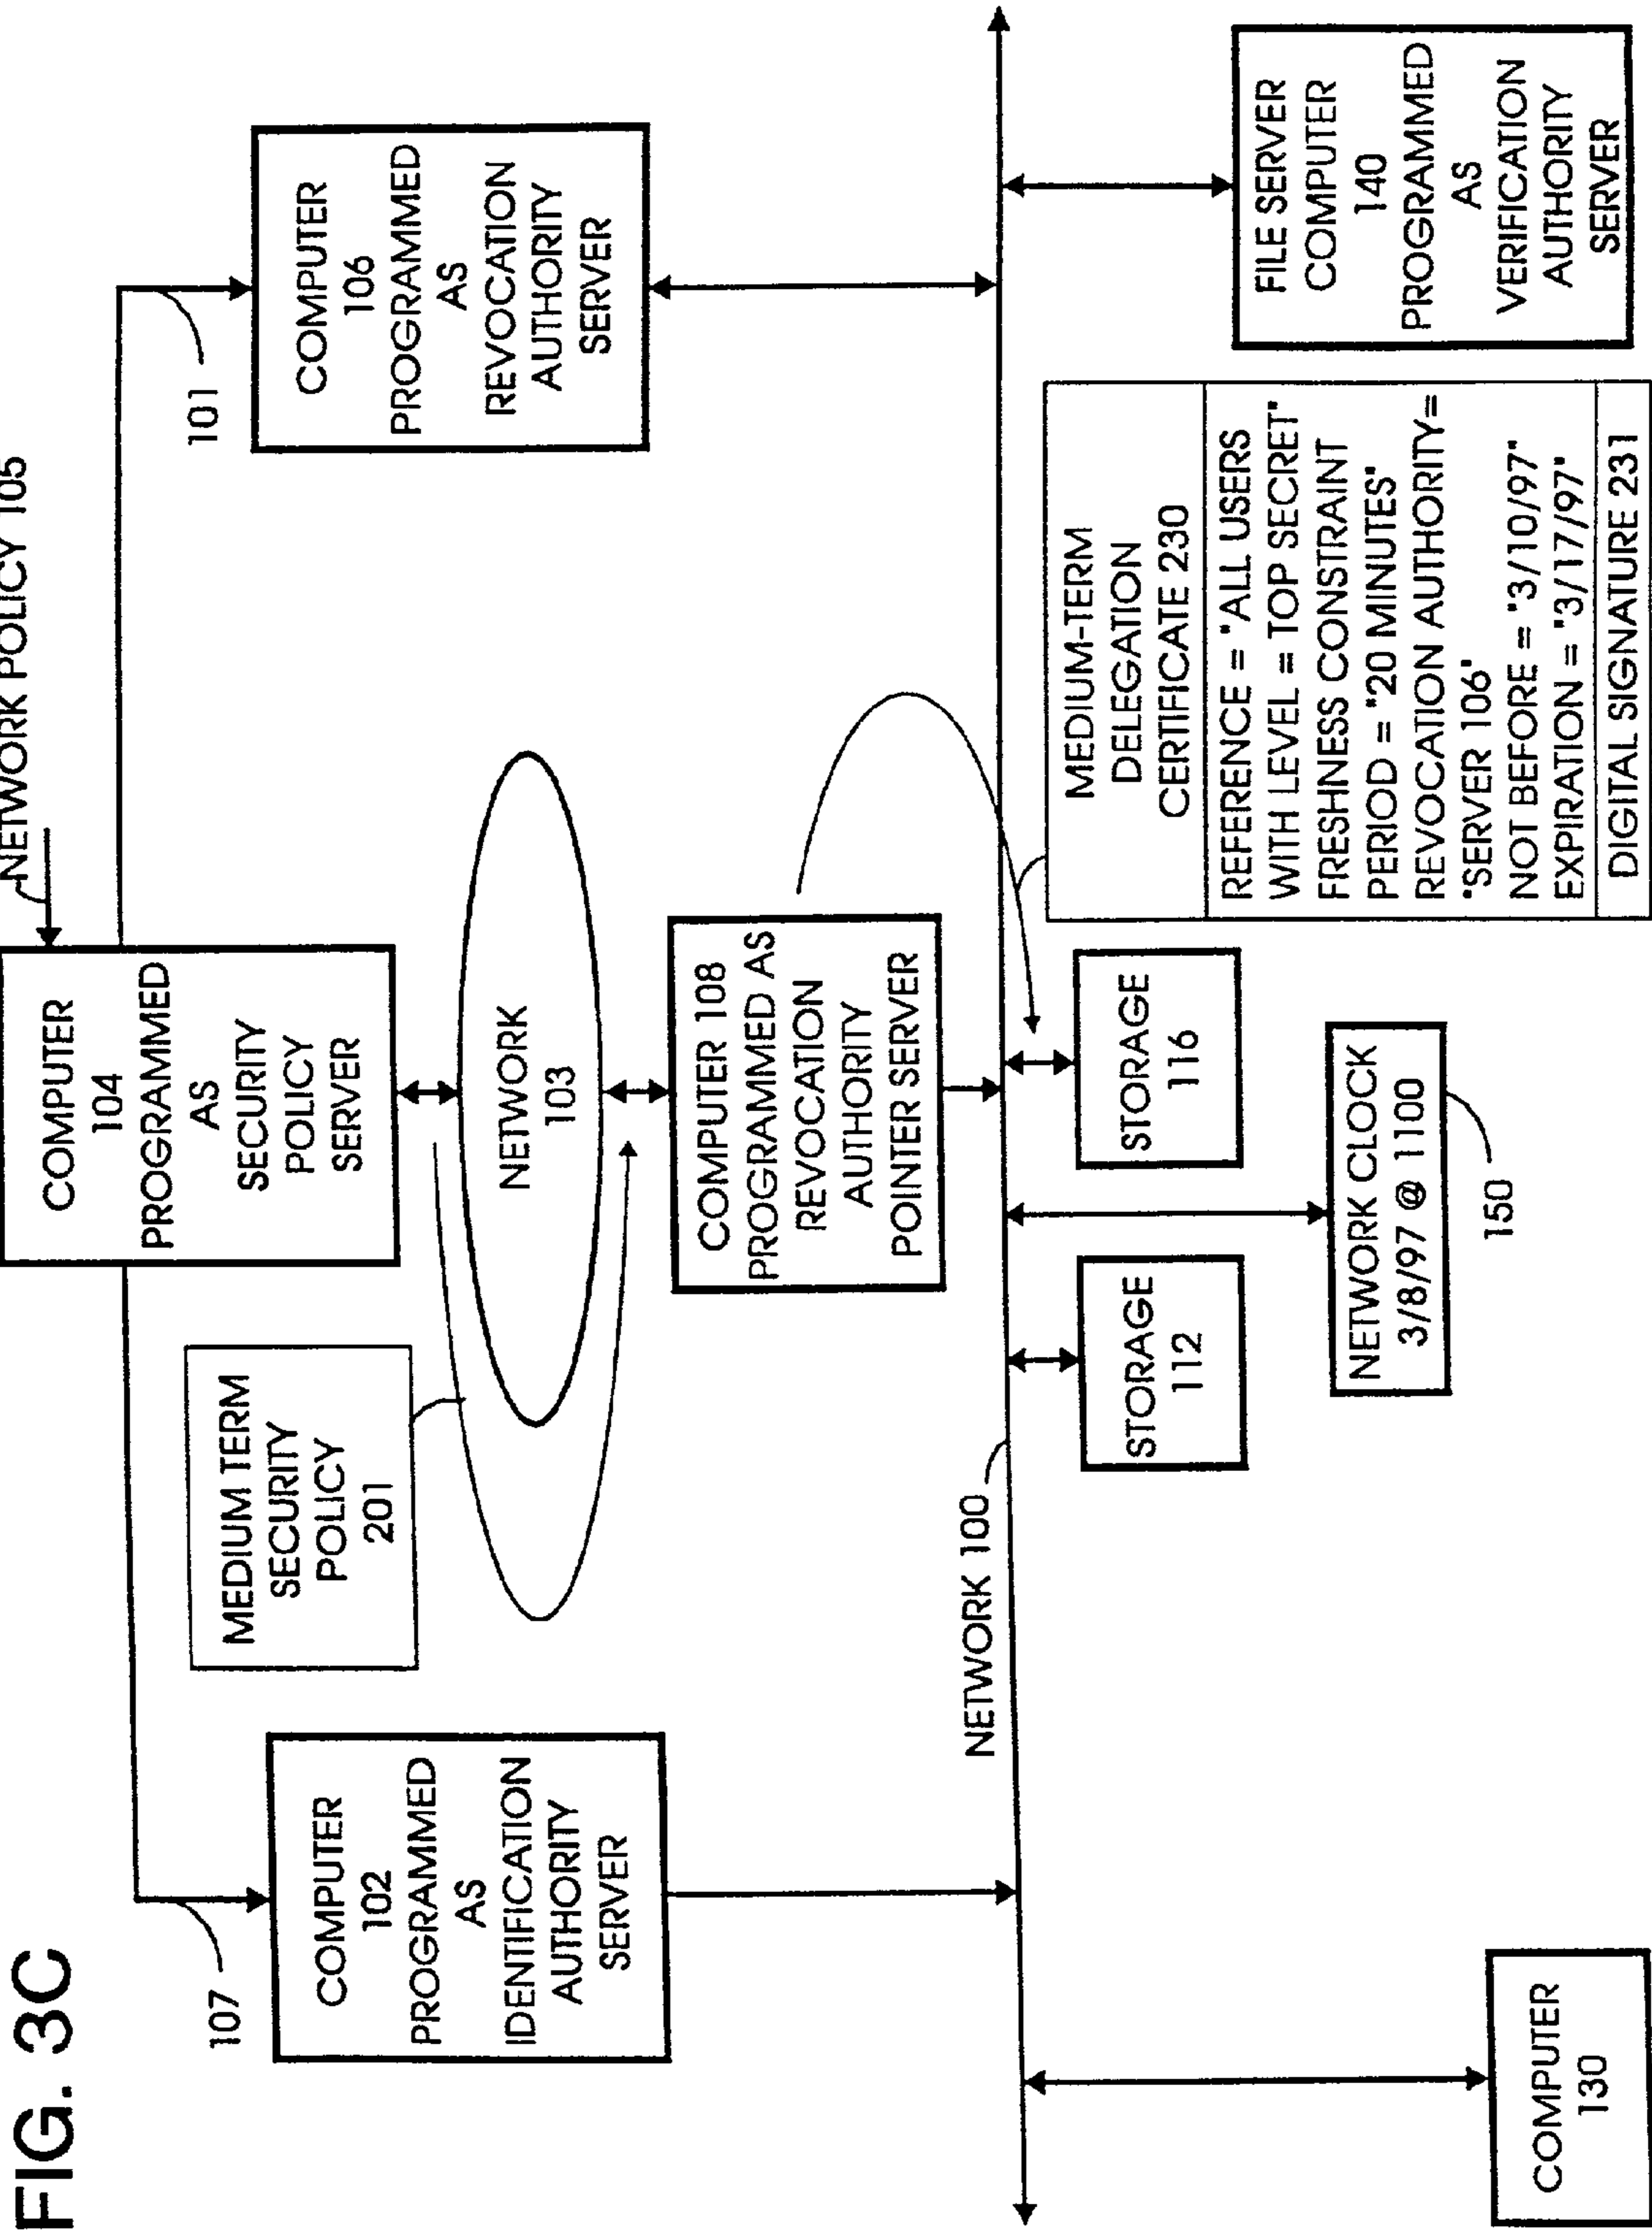 FIG. 3C
NETWORK POLICY 105
COMPUTER
104
PROGRAMMED
AS
SECURITY
POLICY
SERVER
107
101
MEDIUM TERM
SECURITY
POLICY
201
COMPUTER
102
PROGRAMMED
AS
IDENTIFICATION
AUTHORITY
SERVER
NETWORK
103
COMPUTER
106
PROGRAMMED
AS
REVOCATION
AUTHORITY
SERVER
COMPUTER 108
PROGRAMMED AS
REVOCATION
AUTHORITY
POINTER SERVER
NETWORK 100
STORAGE
112
STORAGE
116
NETWORK CLOCK
3/8/97 @ 1100
150
MEDIUM-TERM
DELEGATION
CERTIFICATE 230
REFERENCE = "ALL USERS
WITH LEVEL = TOP SECRET"
FRESHNESS CONSTRAINT
PERIOD = "20 MINUTES"
REVOCATION AUTHORITY=
"SERVER 106"
NOT BEFORE = "3/10/97"
EXPIRATION = "3/17/97"
DIGITAL SIGNATURE 231
COMPUTER
130
FILE SERVER
COMPUTER
140
PROGRAMMED
AS
VERIFICATION
AUTHORITY
SERVER